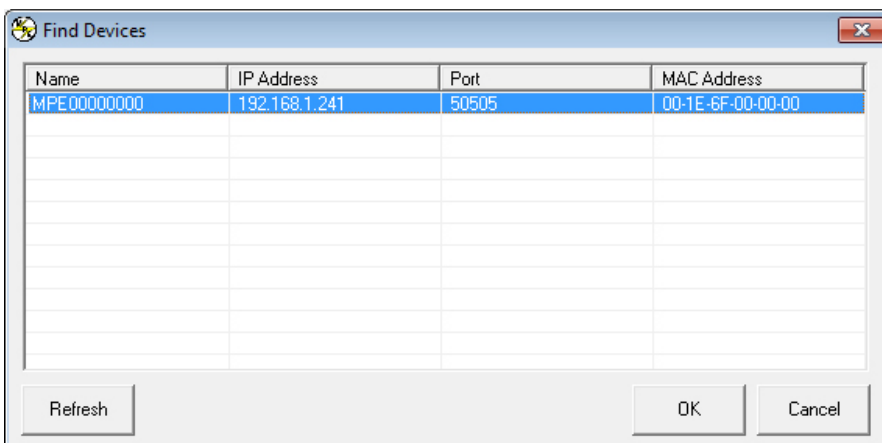 Find Devices
Name IP Address Port MAC Address
MPE00000000 192.168.1.241 50505 00-1E-6F-00-00-00
Refresh OK Cancel